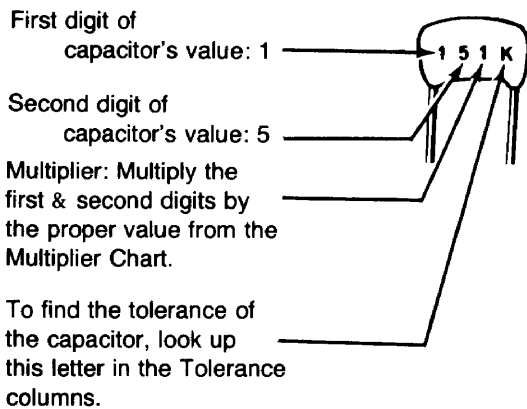 First digit of
capacitor's value: 1
1 5 1 K
Second digit of
capacitor's value: 5
Multiplier: Multiply the
first & second digits by
the proper value from the
Multiplier Chart.
To find the tolerance of
the capacitor, look up
this letter in the Tolerance
columns.